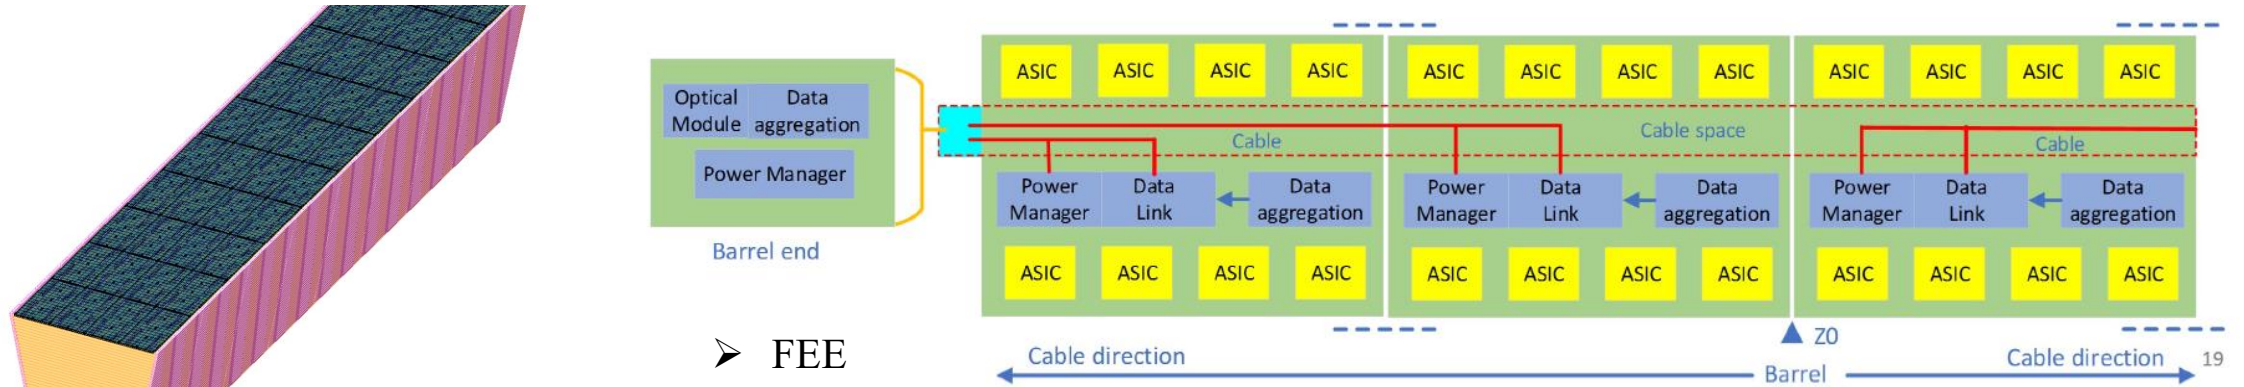 Optical
Module
Data
aggregation
Power Manager
Barrel end
ASIC ASIC ASIC ASIC
ASIC ASIC ASIC ASIC
ASIC ASIC ASIC ASIC
Cable
Cable space
Cable
Power
Manager
Data
Link
Data
aggregation
Power
Manager
Data
Link
Data
aggregation
Power
Manager
Data
Link
Data
aggregation
ASIC ASIC ASIC ASIC
ASIC ASIC ASIC ASIC
ASIC ASIC ASIC ASIC
➢ FEE
Z0
Cable direction
Barrel
Cable direction
19